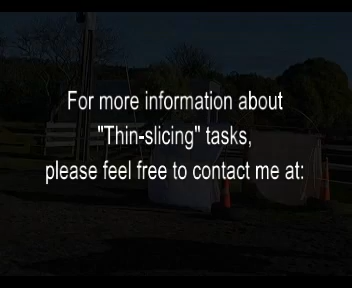 For more information about
"Thin-slicing" tasks,
please feel free to contact me at: